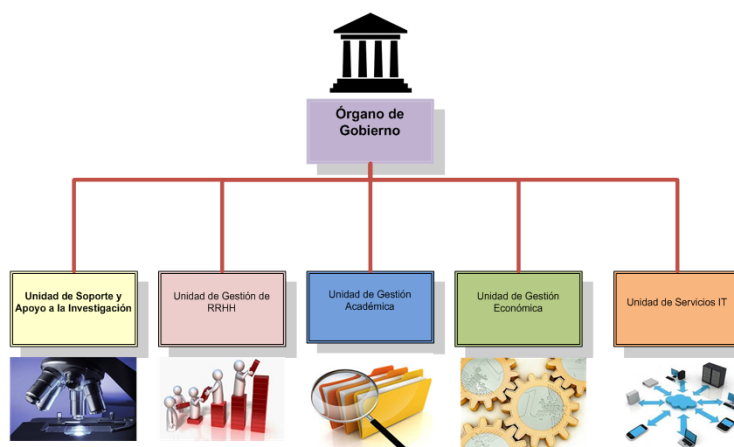 Órgano de
Gobierno
Unidad de Soporte y
Apoyo a la Investigación
Unidad de Gestión de
RRHH
Unidad de Gestión
Académica
Unidad de Gestión
Económica
Unidad de Servicios IT